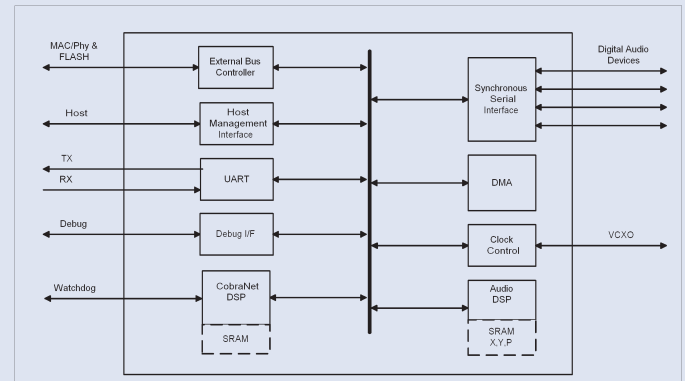 MAC/Phy &
FLASH
External Bus
Controller
Host
Host
Management
Interface
TX
RX
UART
Debug
Debug I/F
Watchdog
CobraNet
DSP
SRAM
Digital Audio
Devices
Synchronous
Serial
Interface
DMA
Clock
Control
VCXO
Audio
DSP
SRAM
X,Y,P